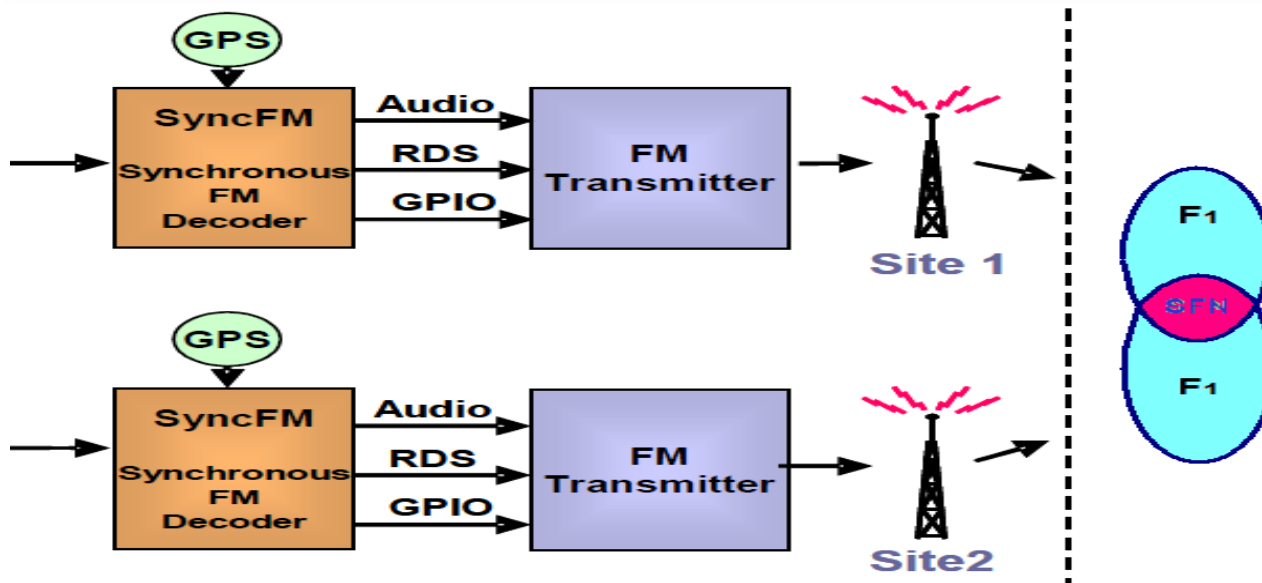 GPS
SyncFM
Synchronous
FM
Decoder
Audio
RDS
GPIO
FM
Transmitter
Site 1
GPS
SyncFM
Synchronous
FM
Decoder
Audio
RDS
GPIO
FM
Transmitter
Site2
F1
SFN
F1